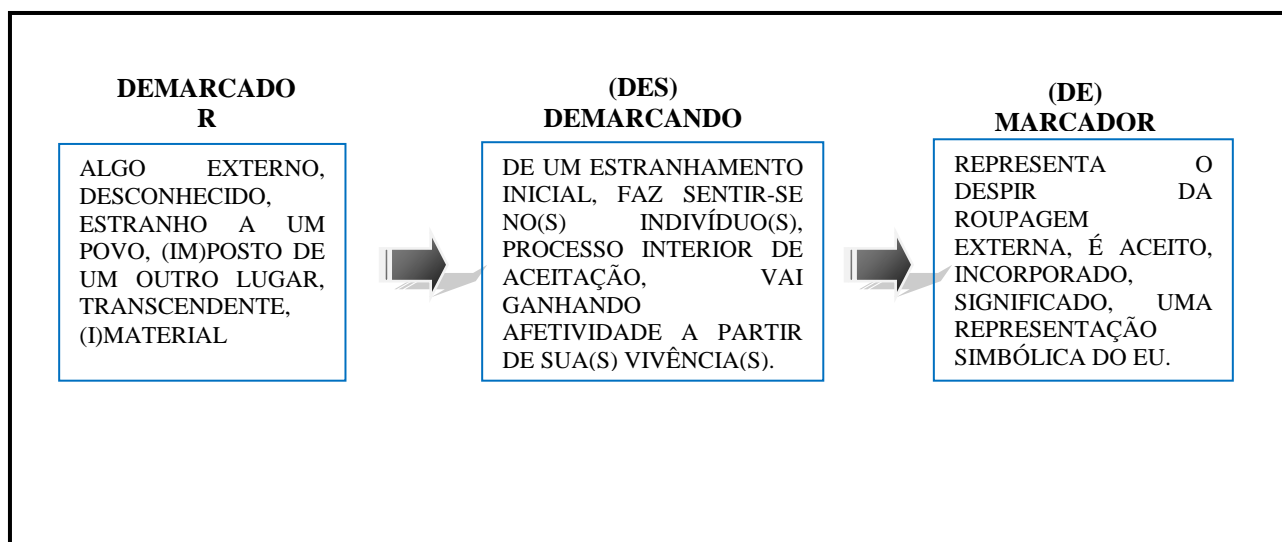 DEMARCADO
R
ALGO EXTERNO,
DESCONHECIDO,
ESTRANHO A UM
POVO, (IM)POSTO DE
UM OUTRO LUGAR,
TRANSCENDENTE,
(I)MATERIAL
(DES)
DEMARCANDO
DE UM ESTRANHAMENTO
INICIAL, FAZ SENTIR-SE
NO(S) INDIVÍDUO(S),
PROCESSO INTERIOR DE
ACEITAÇÃO, VAI
GANHANDO
AFETIVIDADE A PARTIR
DE SUA(S) VIVÊNCIA(S).
(DE)
MARCADOR
REPRESENTA O
DESPIR DA
ROUPAGEM
EXTERNA, É ACEITO,
INCORPORADO,
SIGNIFICADO, UMA
REPRESENTAÇÃO
SIMBÓLICA DO EU.